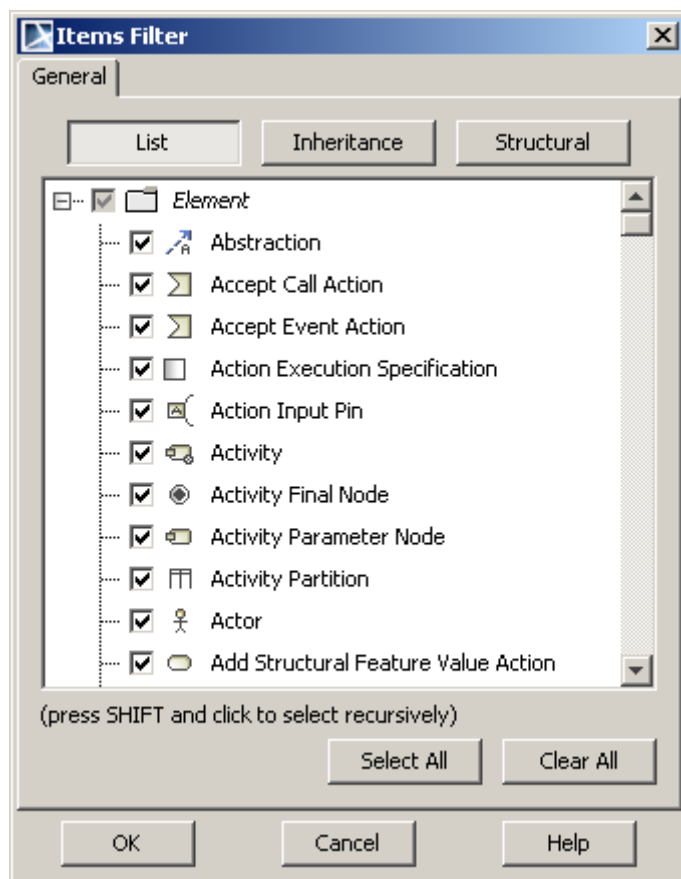 Items Filter
General
List Inheritance Structural
Element
Abstraction
Accept Call Action
Accept Event Action
Action Execution Specification
Action Input Pin
Activity
Activity Final Node
Activity Parameter Node
Activity Partition
Actor
Add Structural Feature Value Action
(press SHIFT and click to select recursively)
Select All Clear All
OK Cancel Help